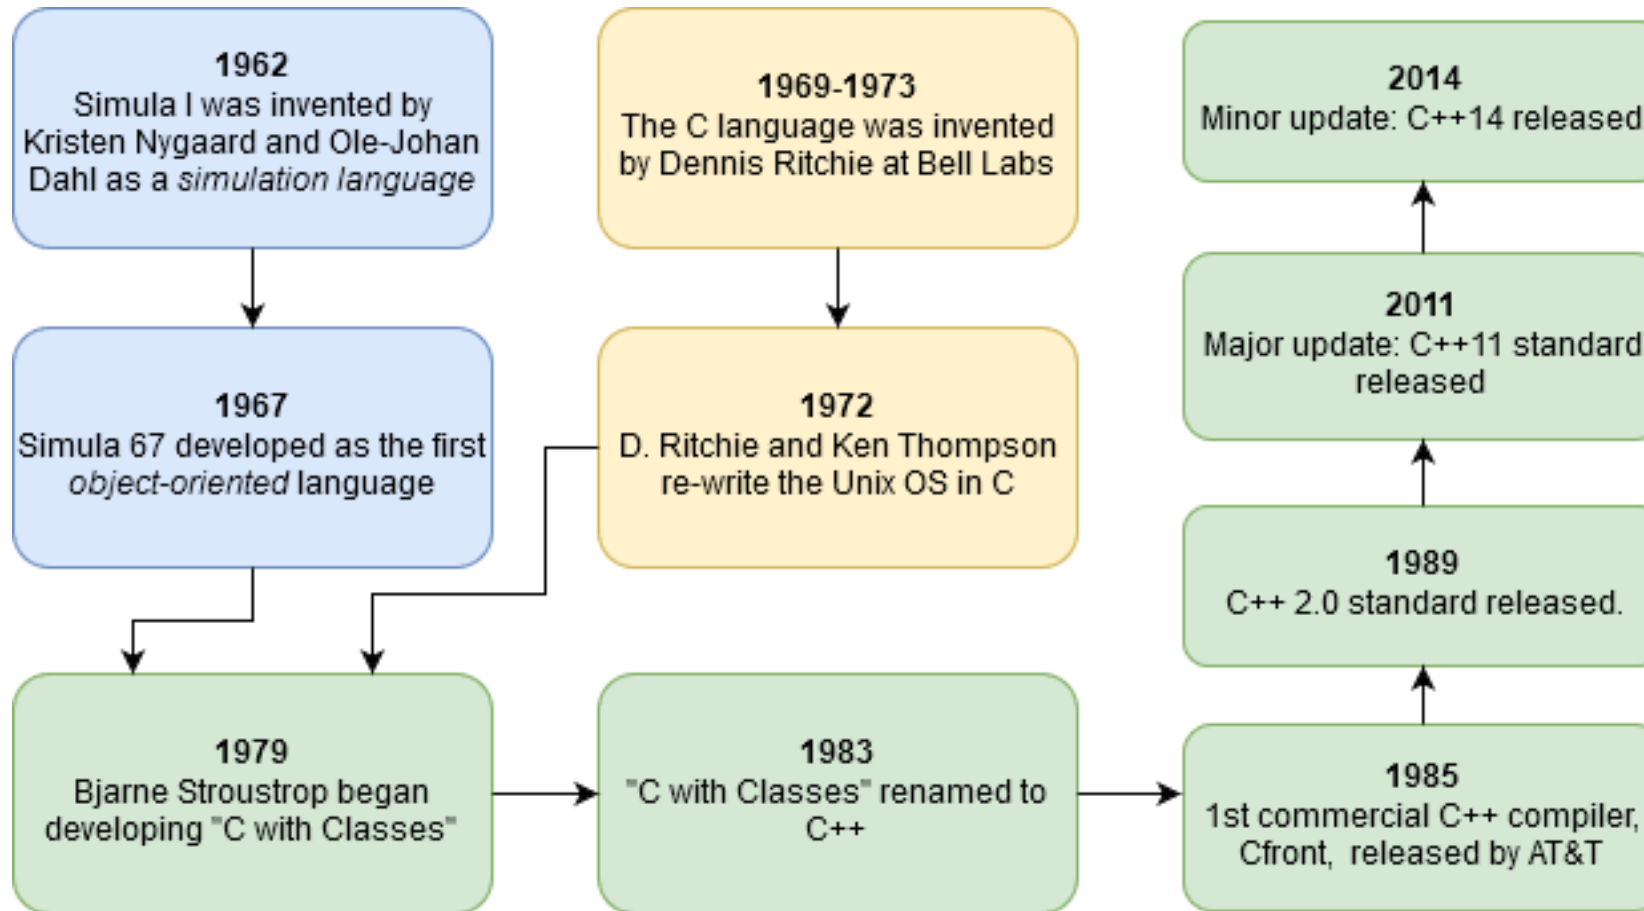 1962
Simula I was invented by
Kristen Nygaard and Ole-Johan
Dahl as a simulation language
1967
Simula 67 developed as the first
object-oriented language
1969-1973
The C language was invented
by Dennis Ritchie at Bell Labs
1972
D. Ritchie and Ken Thompson
re-write the Unix OS in C
1979
Bjarne Stroustrop began
developing "C with Classes"
1983
"C with Classes" renamed to
C++
1985
1st commercial C++ compiler,
Cfront, released by AT&T
1989
C++ 2.0 standard released.
2011
Major update: C++11 standard
released
2014
Minor update: C++14 released